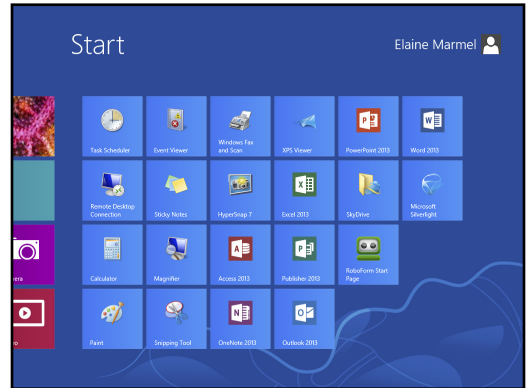 Start
Elaine Marmel
Task Scheduler
Event Viewer
Windows Fax
and Scan
XPS Viewer
PowerPoint 2013
Word 2013
Remote Desktop
Connection
Sticky Notes
HyperSnap 7
Excel 2013
SkyDrive
Microsoft
Silverlight
era
Calculator
Magnifier
Access 2013
Publisher 2013
RoboForm Start
Page
eo
Paint
Snipping Tool
OneNote 2013
Outlook 2013